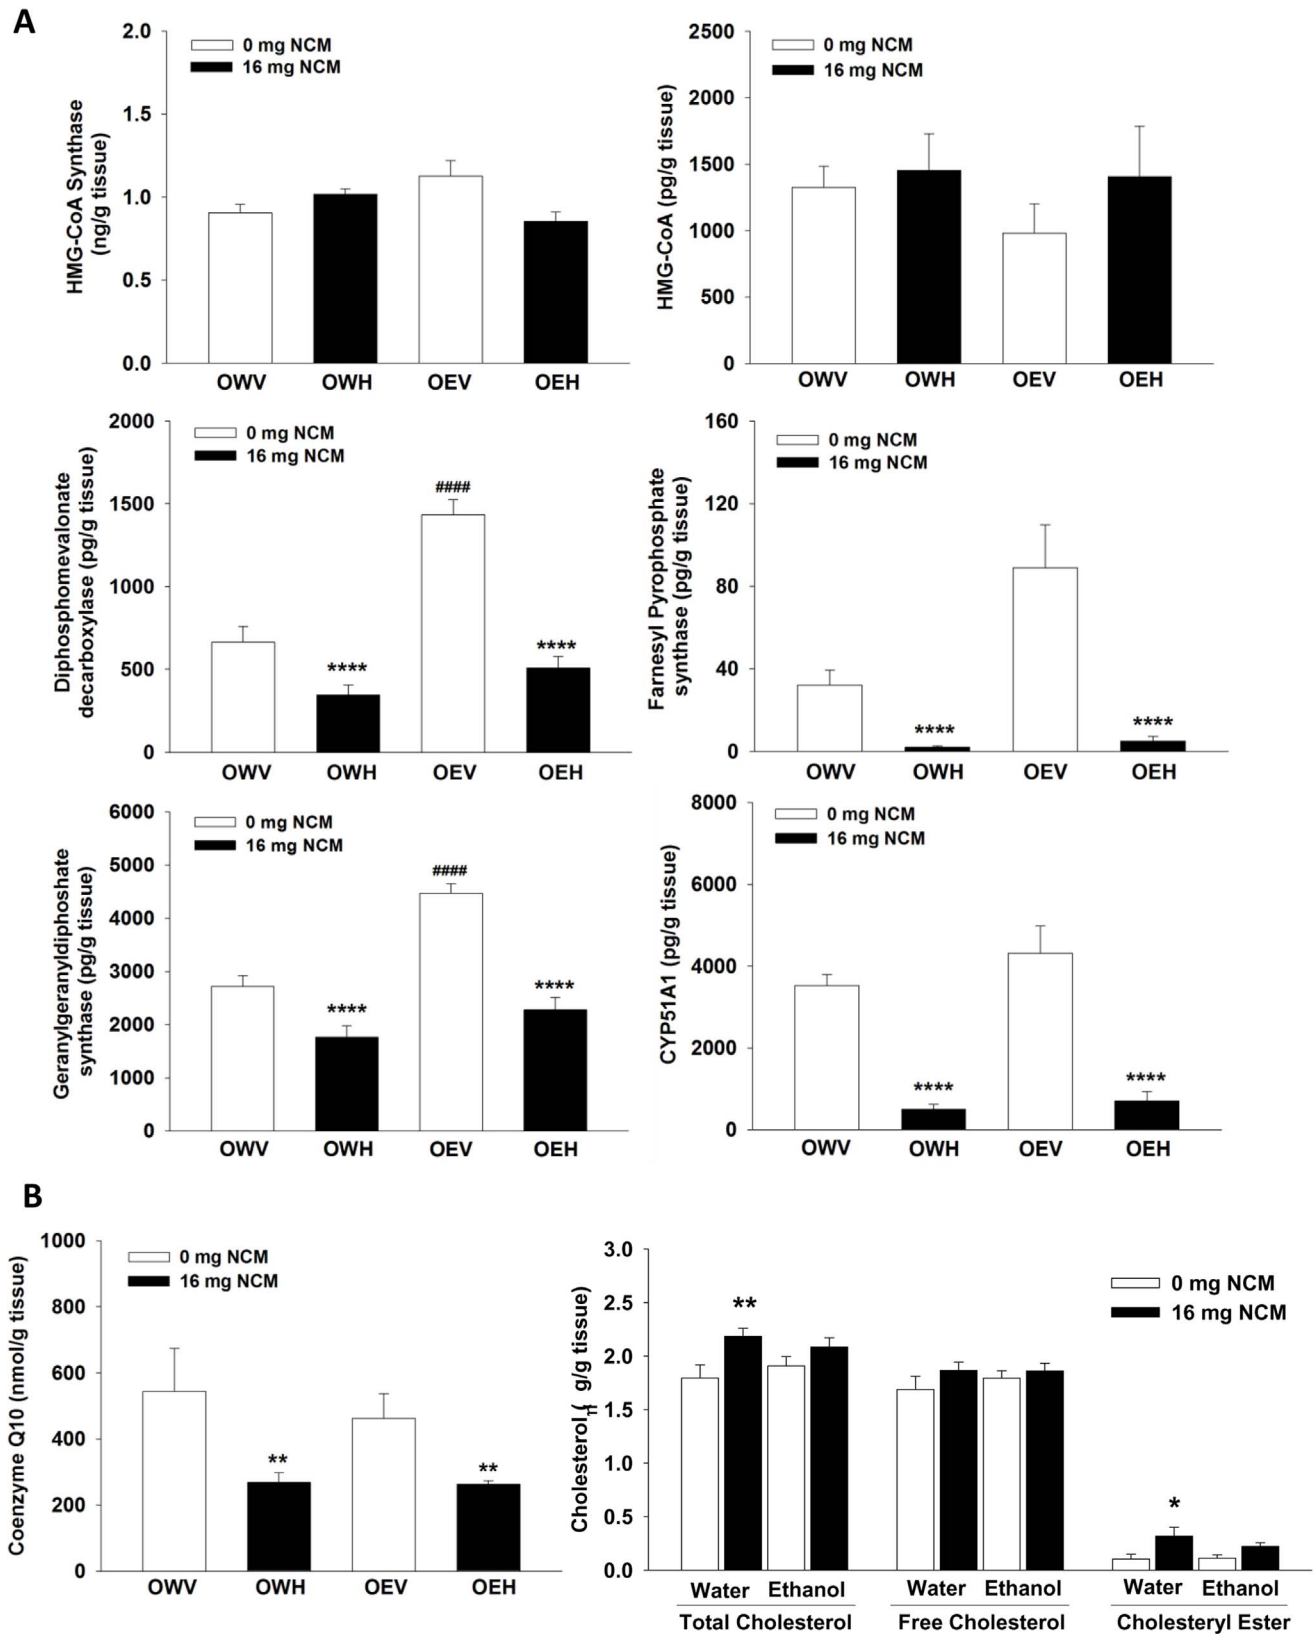 A
HMG-CoA Synthase
(ng/g tissue)
2.0
1.5
1.0
0.5
0.0
0 mg NCM
16 mg NCM
OWV OWH OEV OEH
HMG-CoA (pg/g tissue)
2500
2000
1500
1000
500
0
0 mg NCM
16 mg NCM
OWV OWH OEV OEH
Diphosphomevalonate
decarboxylase (pg/g tissue)
2000
1500
1000
500
0
0 mg NCM
16 mg NCM
####
****
****
OWV OWH OEV OEH
Farnesyl Pyrophosphate
synthase (pg/g tissue)
160
120
80
40
0
0 mg NCM
16 mg NCM
****
****
OWV OWH OEV OEH
Geranylgeranyldiphoshate
synthase (pg/g tissue)
6000
5000
4000
3000
2000
1000
0
0 mg NCM
16 mg NCM
####
****
****
OWV OWH OEV OEH
CYP51A1 (pg/g tissue)
8000
6000
4000
2000
0
0 mg NCM
16 mg NCM
****
****
OWV OWH OEV OEH
B
Coenzyme Q10 (nmol/g tissue)
1000
800
600
400
200
0
0 mg NCM
16 mg NCM
**
**
OWV OWH OEV OEH
Cholesterol ( g/g tissue)
3.0
2.5
2.0
1.5
1.0
0.5
0.0
0 mg NCM
16 mg NCM
**
*
Water Ethanol Water Ethanol Water Ethanol
Total Cholesterol Free Cholesterol Cholesteryl Ester